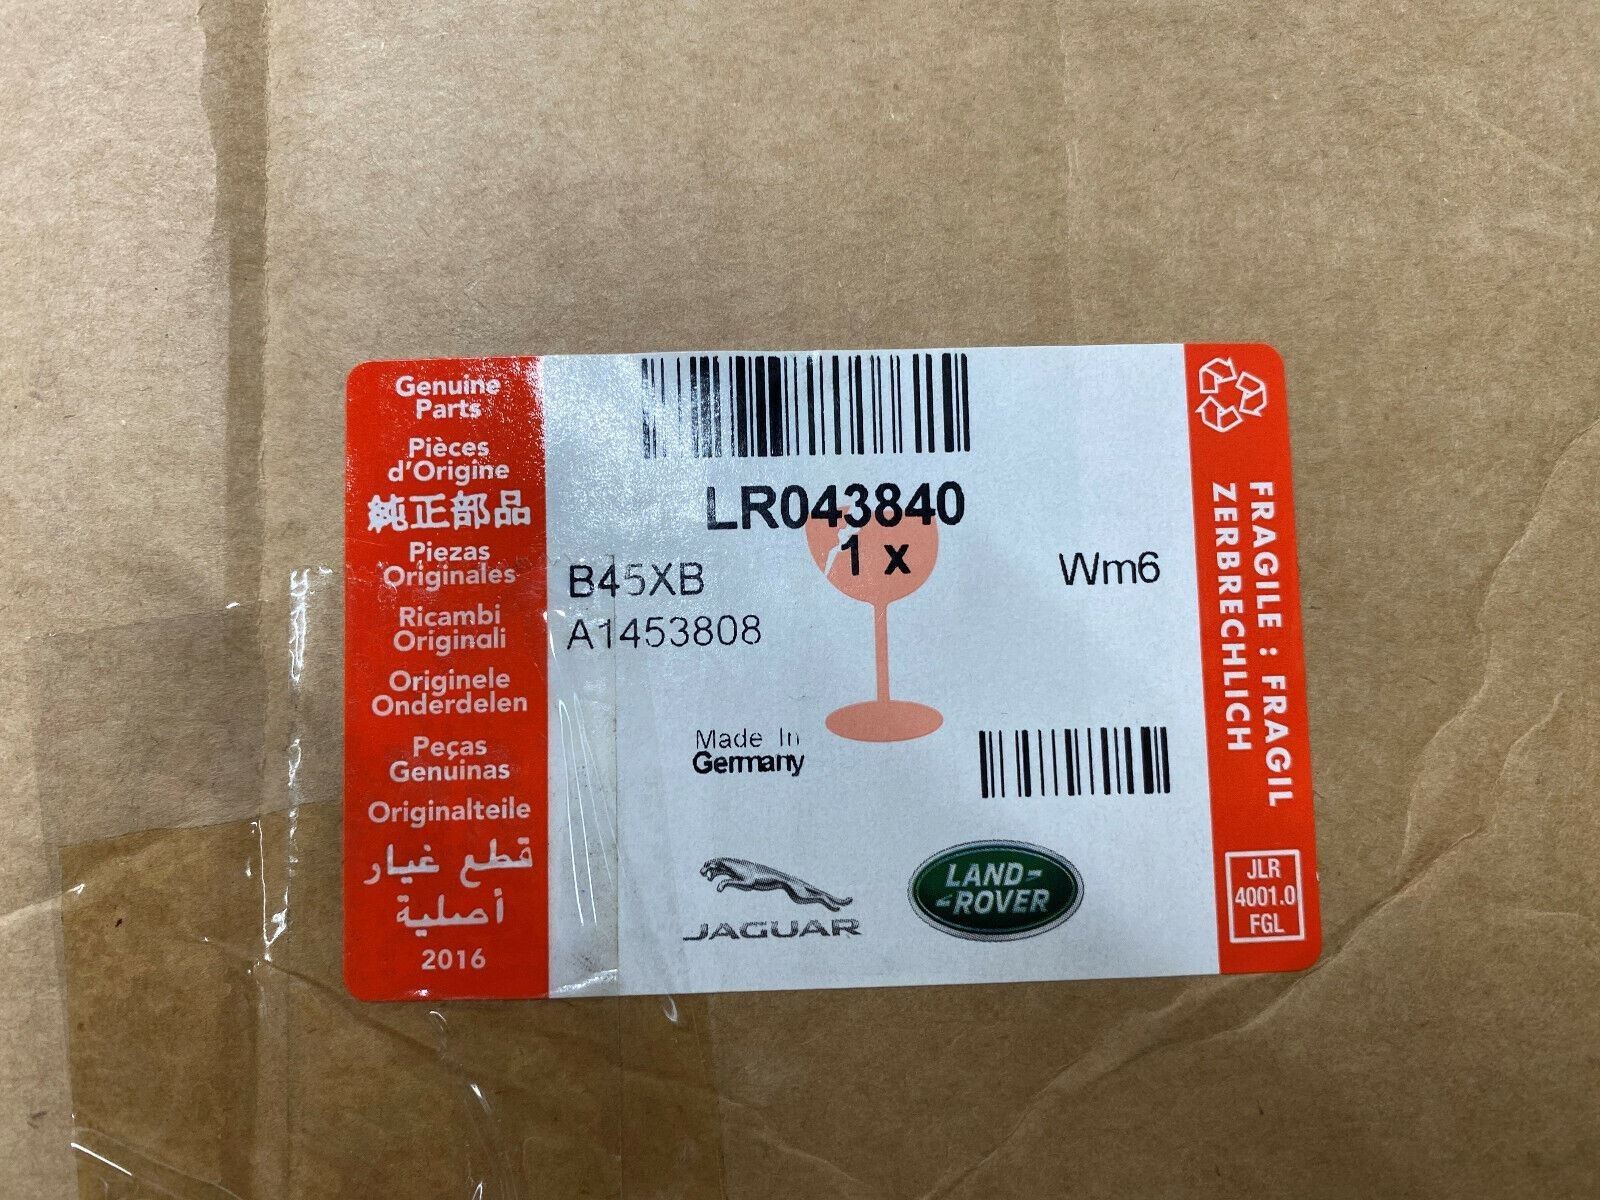 Genuine
Parts
Pièces
d'Origine
純正部品
Piezas
Originales
Ricambi
Originali
Originele
Onderdelen
Peças
Genuinas
Originalteile
قطع غيار
أصلية
2016
LR043840
1 x
B45XB
Wm6
A1453808
Made In
Germany
JAGUAR
LAND-
-ROVER
FRAGILE : FRAGIL
ZERBRECHLICH
JLR
4001.0
FGL